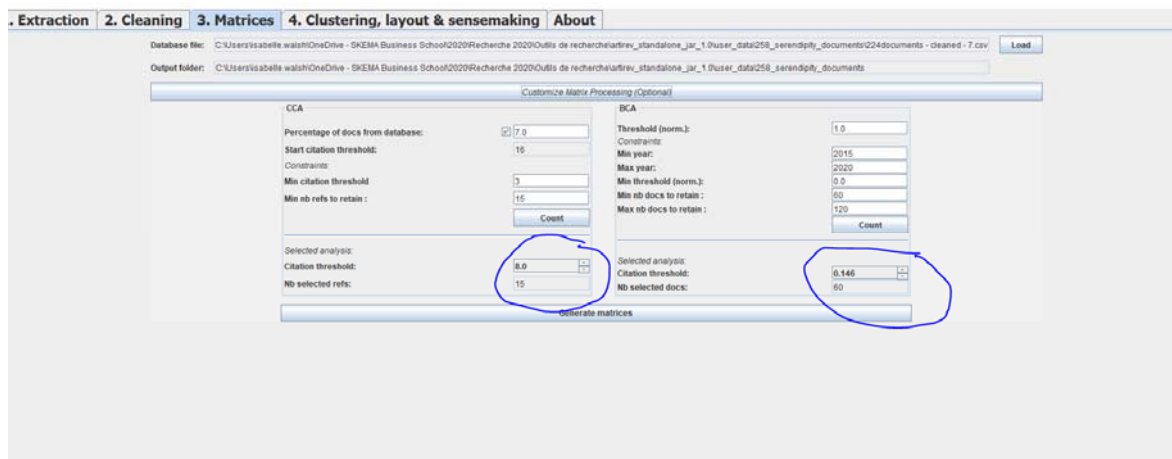 . Extraction 2. Cleaning 3. Matrices 4. Clustering, layout & sensemaking About
Database file: C:\Users\isabelle.walsh\OneDrive - SKEMA Business School\2020\Recherche 2020\Outils de recherche\artirev_standalone_jar_1.0\user_data\258_serendipity_documents\224documents - cleaned - 7.csv Load
Output folder: C:\Users\isabelle.walsh\OneDrive - SKEMA Business School\2020\Recherche 2020\Outils de recherche\artirev_standalone_jar_1.0\user_data\258_serendipity_documents
Customize Matrix Processing (Optional)
CCA
Percentage of docs from database: 7.0
Start citation threshold: 16
Constraints:
Min citation threshold 3
Min nb refs to retain : 15
Count
Selected analysis:
Citation threshold: 8.0
Nb selected refs: 15
BCA
Threshold (norm.): 1.0
Constraints:
Min year: 2015
Max year: 2020
Min threshold (norm.): 0.0
Min nb docs to retain : 60
Max nb docs to retain : 120
Count
Selected analysis:
Citation threshold: 0.146
Nb selected docs: 60
Generate matrices